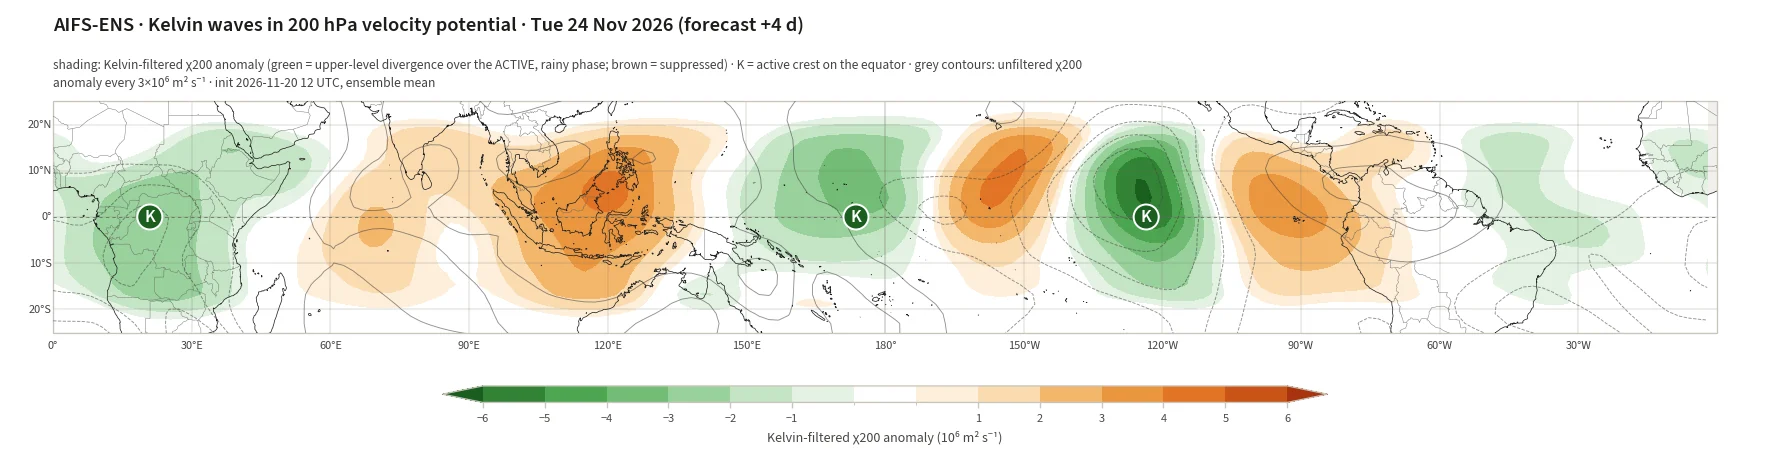 AIFS-ENS · Kelvin waves in 200 hPa velocity potential · Tue 24 Nov 2026 (forecast +4 d)
shading: Kelvin-filtered χ200 anomaly (green = upper-level divergence over the ACTIVE, rainy phase; brown = suppressed) · K = active crest on the equator · grey contours: unfiltered χ200
anomaly every 3×10⁶ m² s⁻¹ · init 2026-11-20 12 UTC, ensemble mean
20°N
10°N
0°
10°S
20°S
K K K
0° 30°E 60°E 90°E 120°E 150°E 180° 150°W 120°W 90°W 60°W 30°W
−6 −5 −4 −3 −2 −1 1 2 3 4 5 6
Kelvin-filtered χ200 anomaly (10⁶ m² s⁻¹)